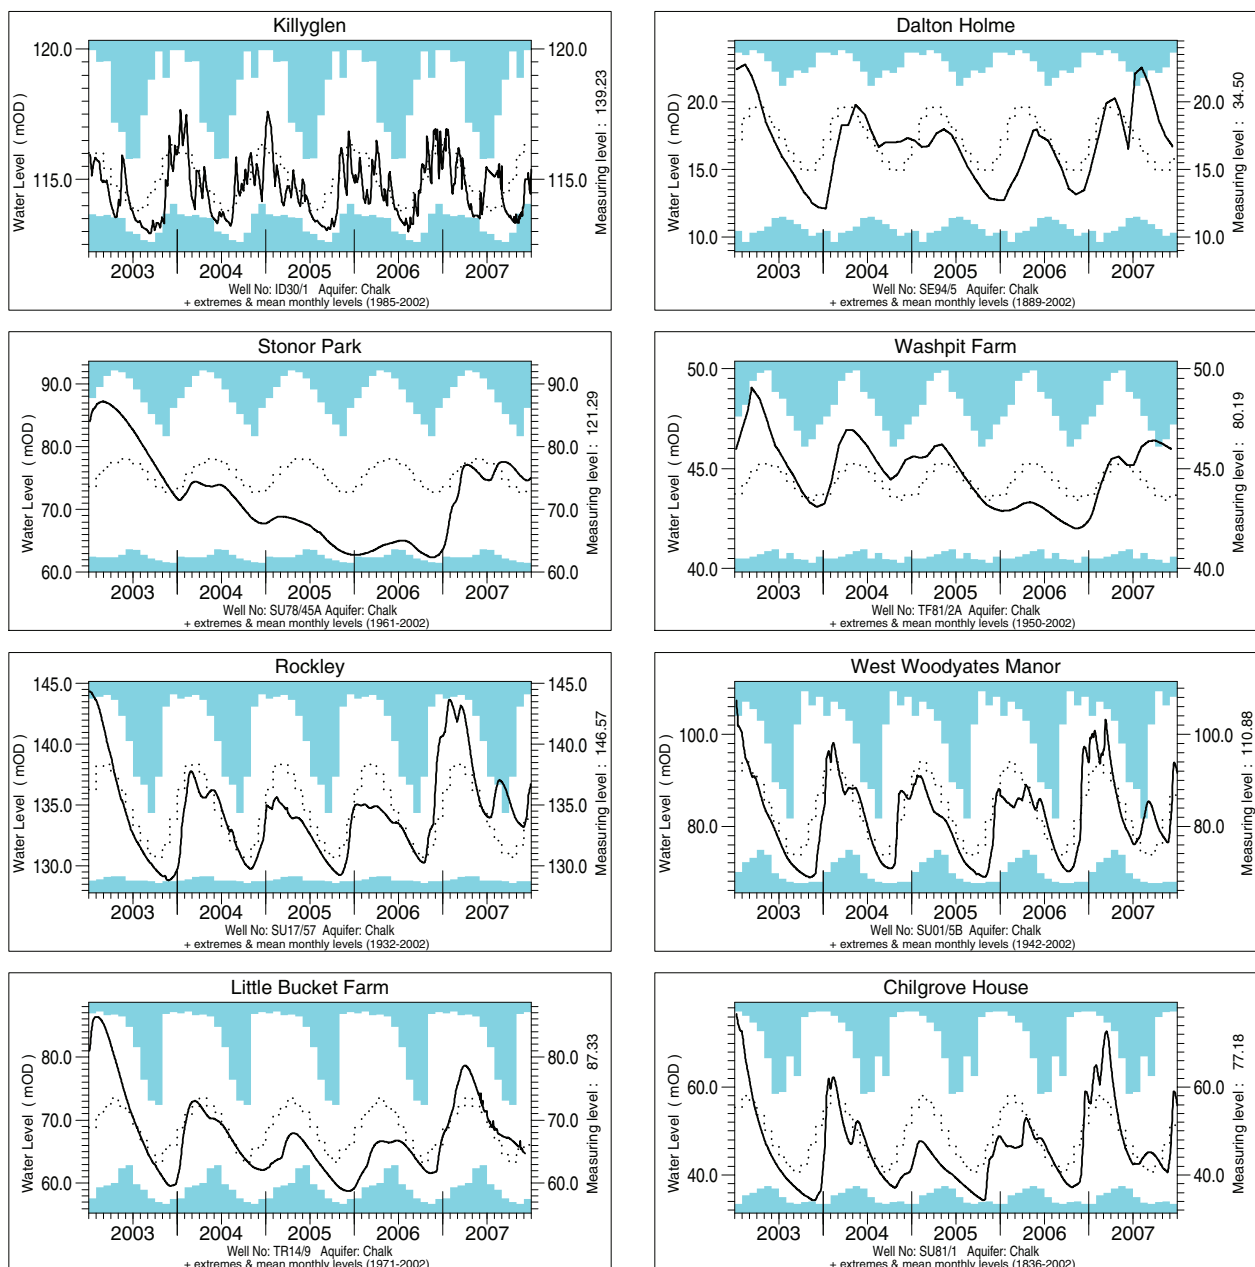 Killyglen
120.0
115.0
120.0
115.0
Water Level ( mOD )
Measuring level : 139.23
2003 2004 2005 2006 2007
Well No: ID30/1 Aquifer: Chalk
+ extremes & mean monthly levels (1985-2002)
Dalton Holme
20.0
15.0
10.0
20.0
15.0
10.0
Water Level ( mOD )
Measuring level : 34.50
2003 2004 2005 2006 2007
Well No: SE94/5 Aquifer: Chalk
+ extremes & mean monthly levels (1889-2002)
Stonor Park
90.0
80.0
70.0
60.0
90.0
80.0
70.0
60.0
Water Level ( mOD )
Measuring level : 121.29
2003 2004 2005 2006 2007
Well No: SU78/45A Aquifer: Chalk
+ extremes & mean monthly levels (1961-2002)
Washpit Farm
50.0
45.0
40.0
50.0
45.0
40.0
Water Level ( mOD )
Measuring level : 80.19
2003 2004 2005 2006 2007
Well No: TF81/2A Aquifer: Chalk
+ extremes & mean monthly levels (1950-2002)
Rockley
145.0
140.0
135.0
130.0
145.0
140.0
135.0
130.0
Water Level ( mOD )
Measuring level : 146.57
2003 2004 2005 2006 2007
Well No: SU17/57 Aquifer: Chalk
+ extremes & mean monthly levels (1932-2002)
West Woodyates Manor
100.0
80.0
100.0
80.0
Water Level ( mOD )
Measuring level : 110.88
2003 2004 2005 2006 2007
Well No: SU01/5B Aquifer: Chalk
+ extremes & mean monthly levels (1942-2002)
Little Bucket Farm
80.0
70.0
60.0
80.0
70.0
60.0
Water Level ( mOD )
Measuring level : 87.33
2003 2004 2005 2006 2007
Well No: TR14/9 Aquifer: Chalk
+ extremes & mean monthly levels (1971-2002)
Chilgrove House
60.0
40.0
60.0
40.0
Water Level ( mOD )
Measuring level : 77.18
2003 2004 2005 2006 2007
Well No: SU81/1 Aquifer: Chalk
+ extremes & mean monthly levels (1836-2002)